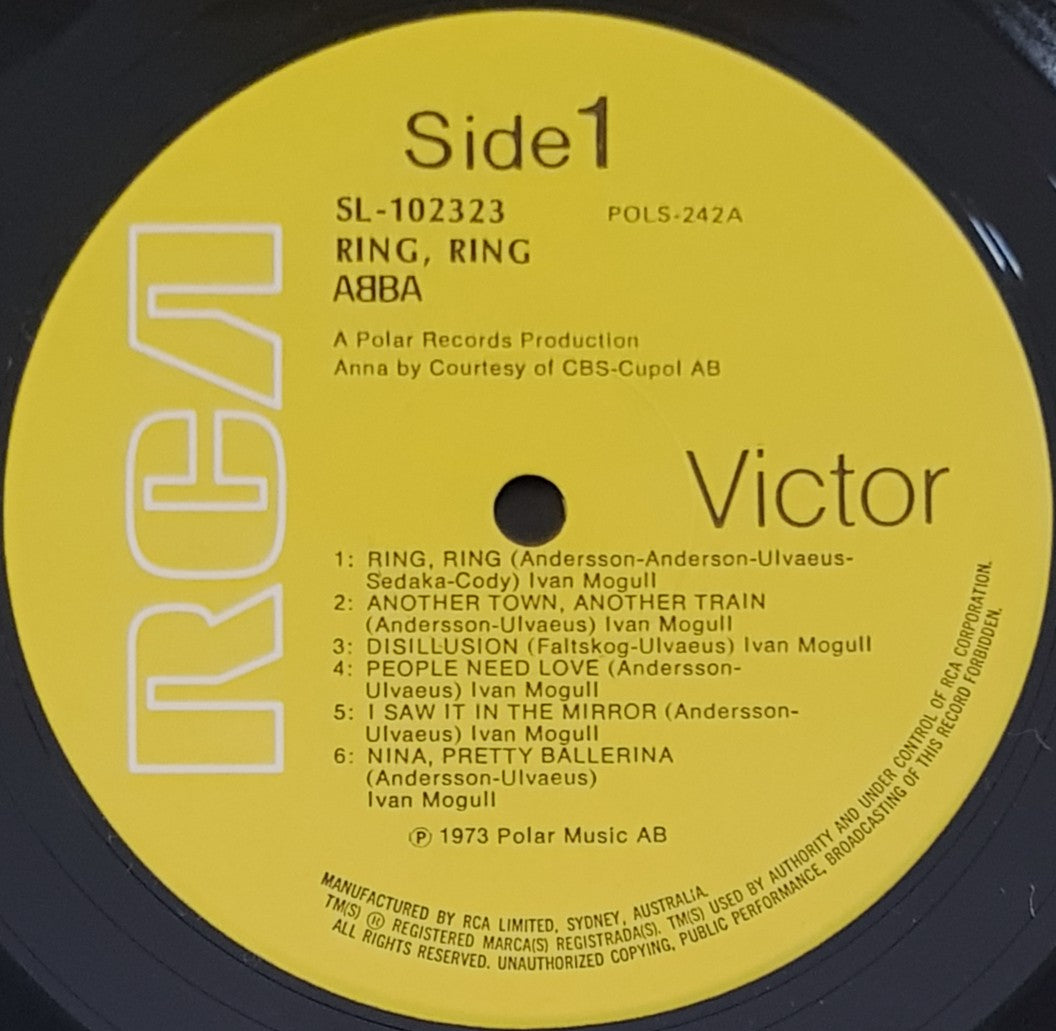 Side 1
SL-102323 POLS-242A
RING, RING
ABBA
A Polar Records Production
Anna by Courtesy of CBS-Cupol AB
RCA
Victor
1: RING, RING (Andersson-Anderson-Ulvaeus-
Sedaka-Cody) Ivan Mogull
2: ANOTHER TOWN, ANOTHER TRAIN
(Andersson-Ulvaeus) Ivan Mogull
3: DISILLUSION (Faltskog-Ulvaeus) Ivan Mogull
4: PEOPLE NEED LOVE (Andersson-
Ulvaeus) Ivan Mogull
5: I SAW IT IN THE MIRROR (Andersson-
Ulvaeus) Ivan Mogull
6: NINA, PRETTY BALLERINA
(Andersson-Ulvaeus)
Ivan Mogull
℗ 1973 Polar Music AB
MANUFACTURED BY RCA LIMITED, SYDNEY, AUSTRALIA.
TM(S) ® REGISTERED MARCA(S) REGISTRADA(S). TM(S) USED BY AUTHORITY AND UNDER CONTROL OF RCA CORPORATION.
ALL RIGHTS RESERVED. UNAUTHORIZED COPYING, PUBLIC PERFORMANCE, BROADCASTING OF THIS RECORD FORBIDDEN.